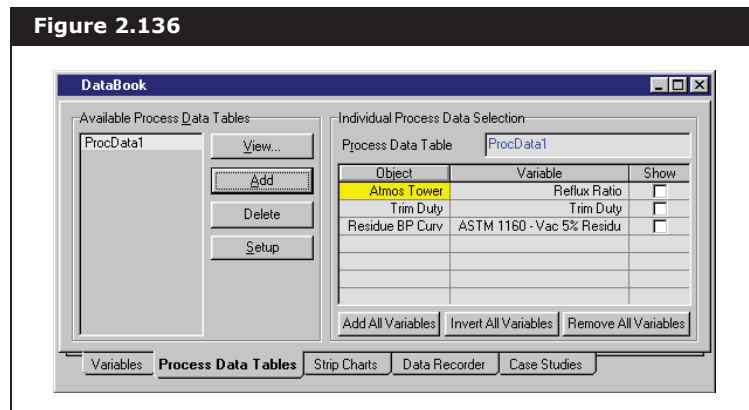 Figure 2.136
DataBook
Available Process Data Tables
ProcData1
View...
Add
Delete
Setup
Individual Process Data Selection
Process Data Table ProcData1
Object Variable Show
Atmos Tower Reflux Ratio
Trim Duty Trim Duty
Residue BP Curv ASTM 1160 - Vac 5% Residu
Add All Variables Invert All Variables Remove All Variables
Variables Process Data Tables Strip Charts Data Recorder Case Studies